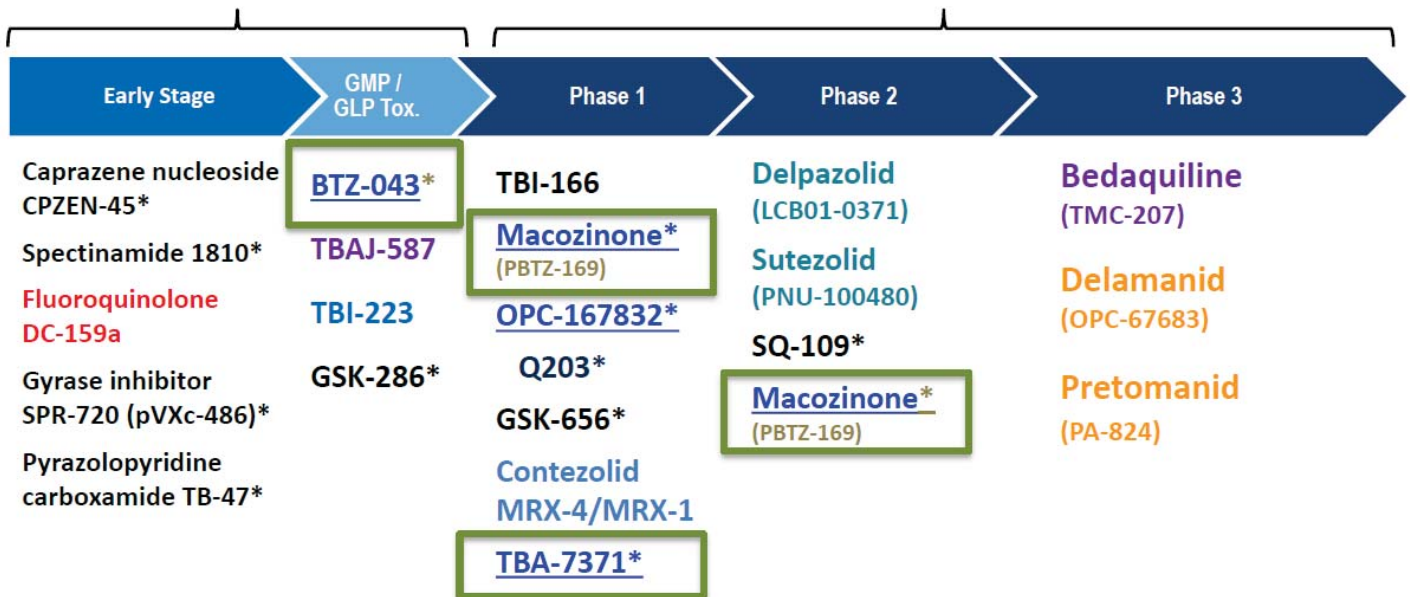 Early Stage
GMP /
GLP Tox.
Phase 1
Phase 2
Phase 3
Caprazene nucleoside
CPZEN-45*
Spectinamide 1810*
Fluoroquinolone
DC-159a
Gyrase inhibitor
SPR-720 (pVXc-486)*
Pyrazolopyridine
carboxamide TB-47*
BTZ-043*
TBAJ-587
TBI-223
GSK-286*
TBI-166
Macozinone*
(PBTZ-169)
OPC-167832*
Q203*
GSK-656*
Contezolid
MRX-4/MRX-1
TBA-7371*
Delpazolid
(LCB01-0371)
Sutezolid
(PNU-100480)
SQ-109*
Macozinone*
(PBTZ-169)
Bedaquiline
(TMC-207)
Delamanid
(OPC-67683)
Pretomanid
(PA-824)